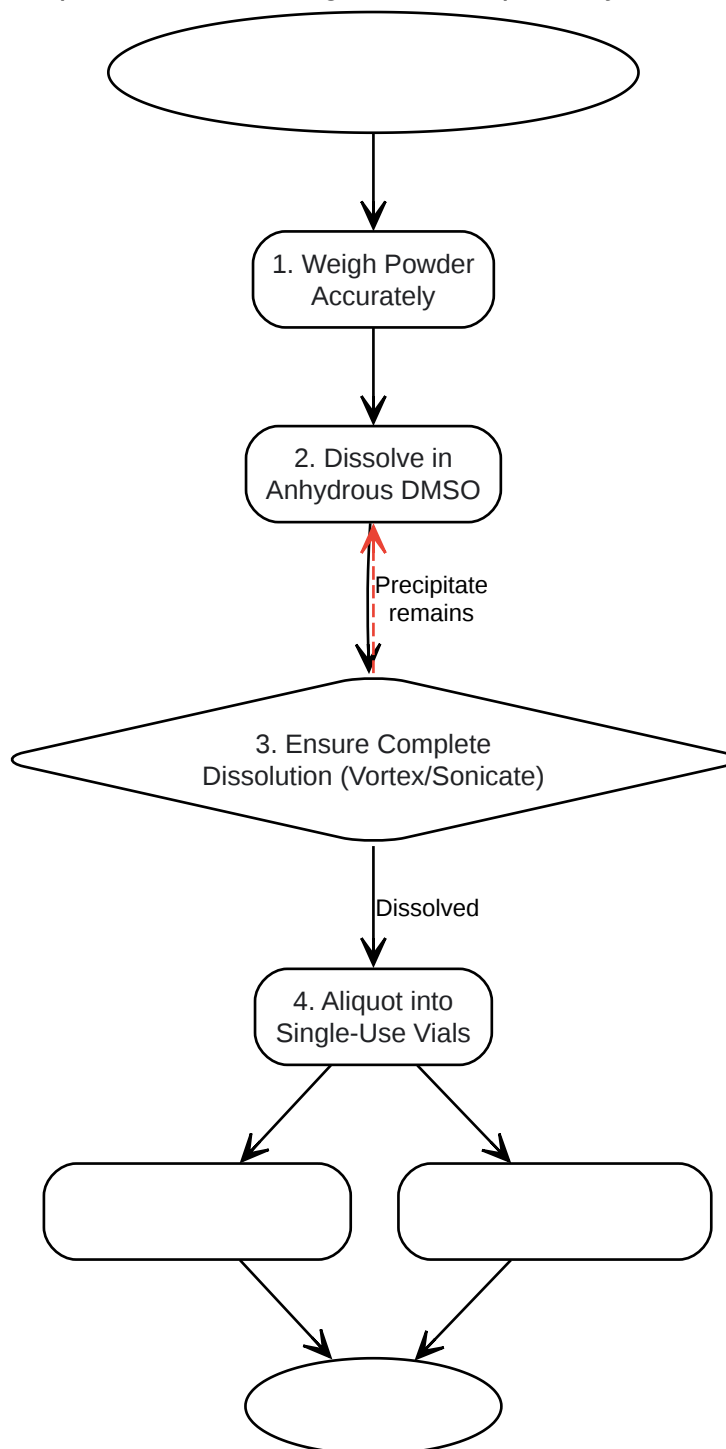 1. Weigh Powder
Accurately
2. Dissolve in
Anhydrous DMSO
Precipitate
remains
3. Ensure Complete
Dissolution (Vortex/Sonicate)
Dissolved
4. Aliquot into
Single-Use Vials